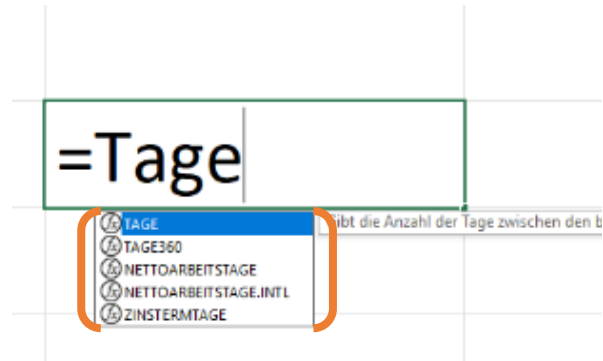 =Tage
TAGE
ibt die Anzahl der Tage zwischen den b
TAGE360
NETTOARBEITSTAGE
NETTOARBEITSTAGE.INTL
ZINSTERMTAGE